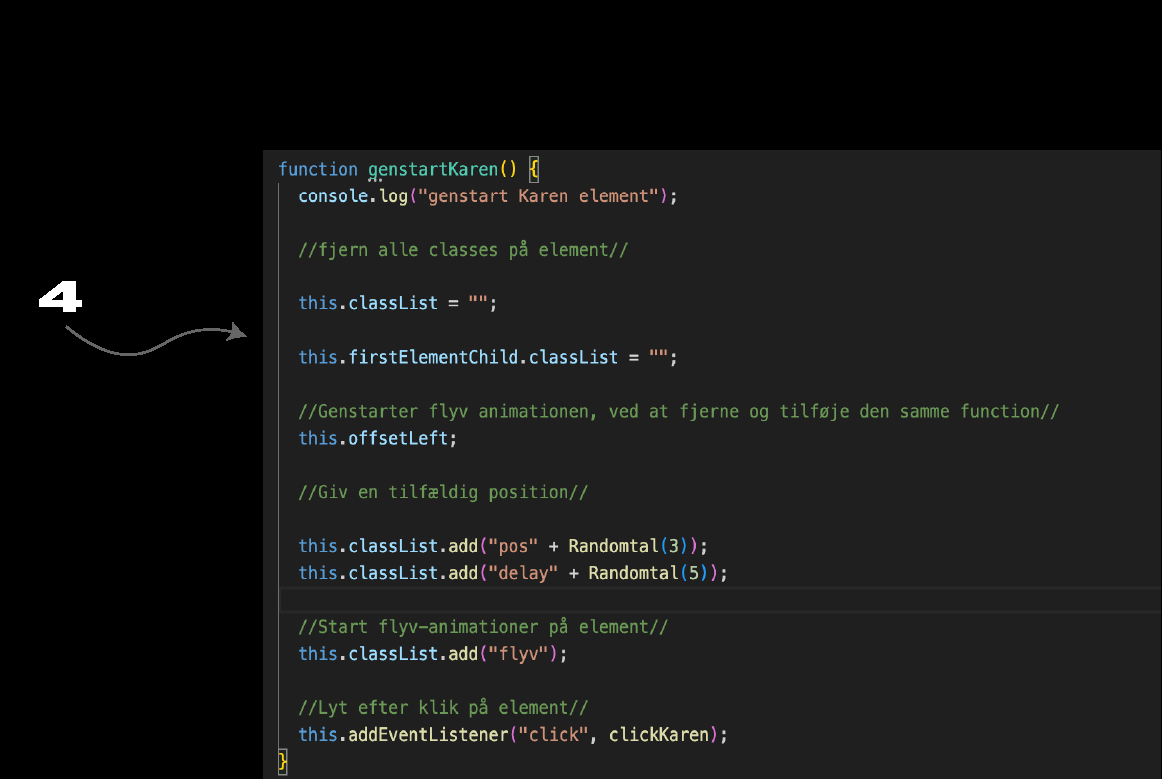 function genstartKaren() {
console.log("genstart Karen element");
//fjern alle classes på element//
4
this.classList = "";
this.firstElementChild.classList = "";
//Genstarter flyv animationen, ved at fjerne og tilføje den samme function//
this.offsetLeft;
//Giv en tilfældig position//
this.classList.add("pos" + Randomtal(3));
this.classList.add("delay" + Randomtal(5));
//Start flyv-animationer på element//
this.classList.add("flyv");
//Lyt efter klik på element//
this.addEventListener("click", clickKaren);
}